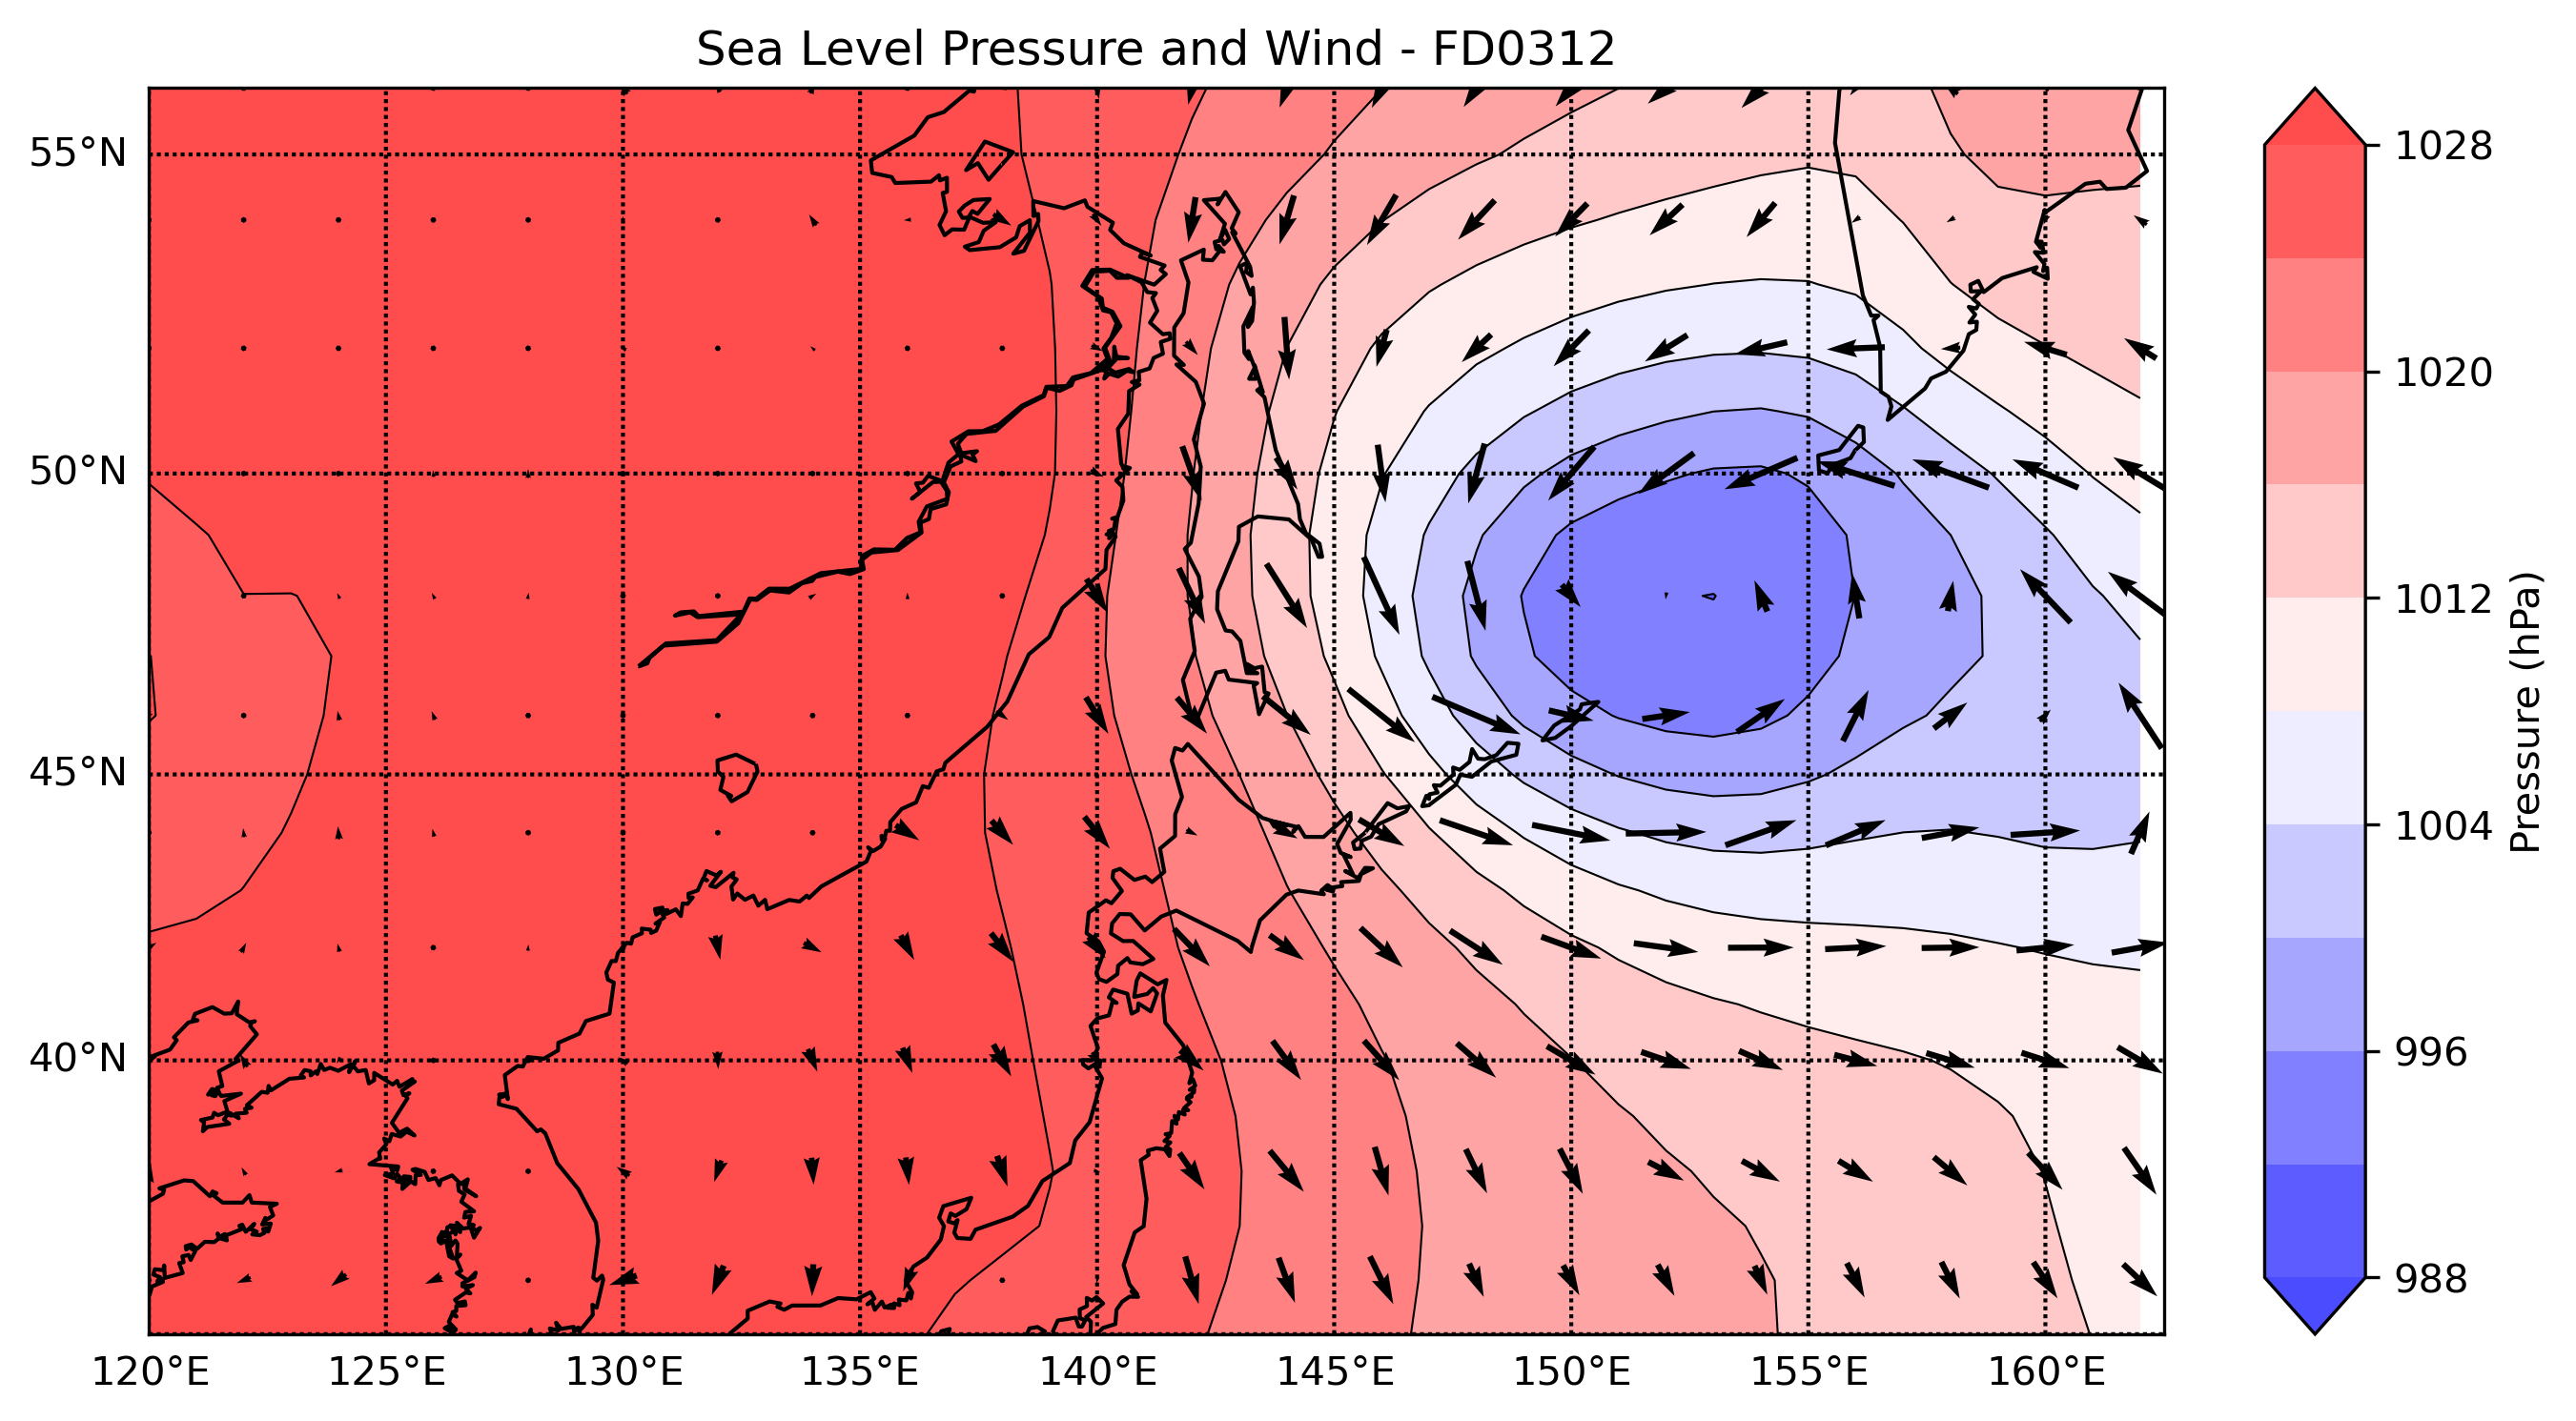 Sea Level Pressure and Wind - FD0312
55°N
50°N
45°N
40°N
120°E 125°E 130°E 135°E 140°E 145°E 150°E 155°E 160°E
1028
1020
1012
1004
996
988
Pressure (hPa)